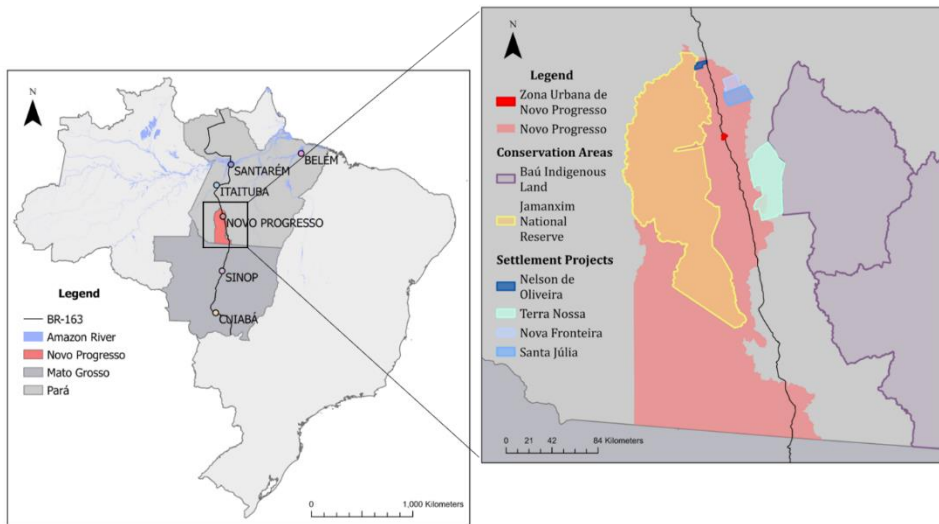 N
BELÉM
SANTARÉM
ITAITUBA
NOVO PROGRESSO
SINOP
CUIABÁ
Legend
BR-163
Amazon River
Novo Progresso
Mato Grosso
Pará
0
1,000 Kilometers
N
Legend
Zona Urbana de
Novo Progresso
Novo Progresso
Conservation Areas
Baú Indigenous
Land
Jamanxim
National
Reserve
Settlement Projects
Nelson de
Oliveira
Terra Nossa
Nova Fronteira
Santa Júlia
0 21 42 84 Kilometers